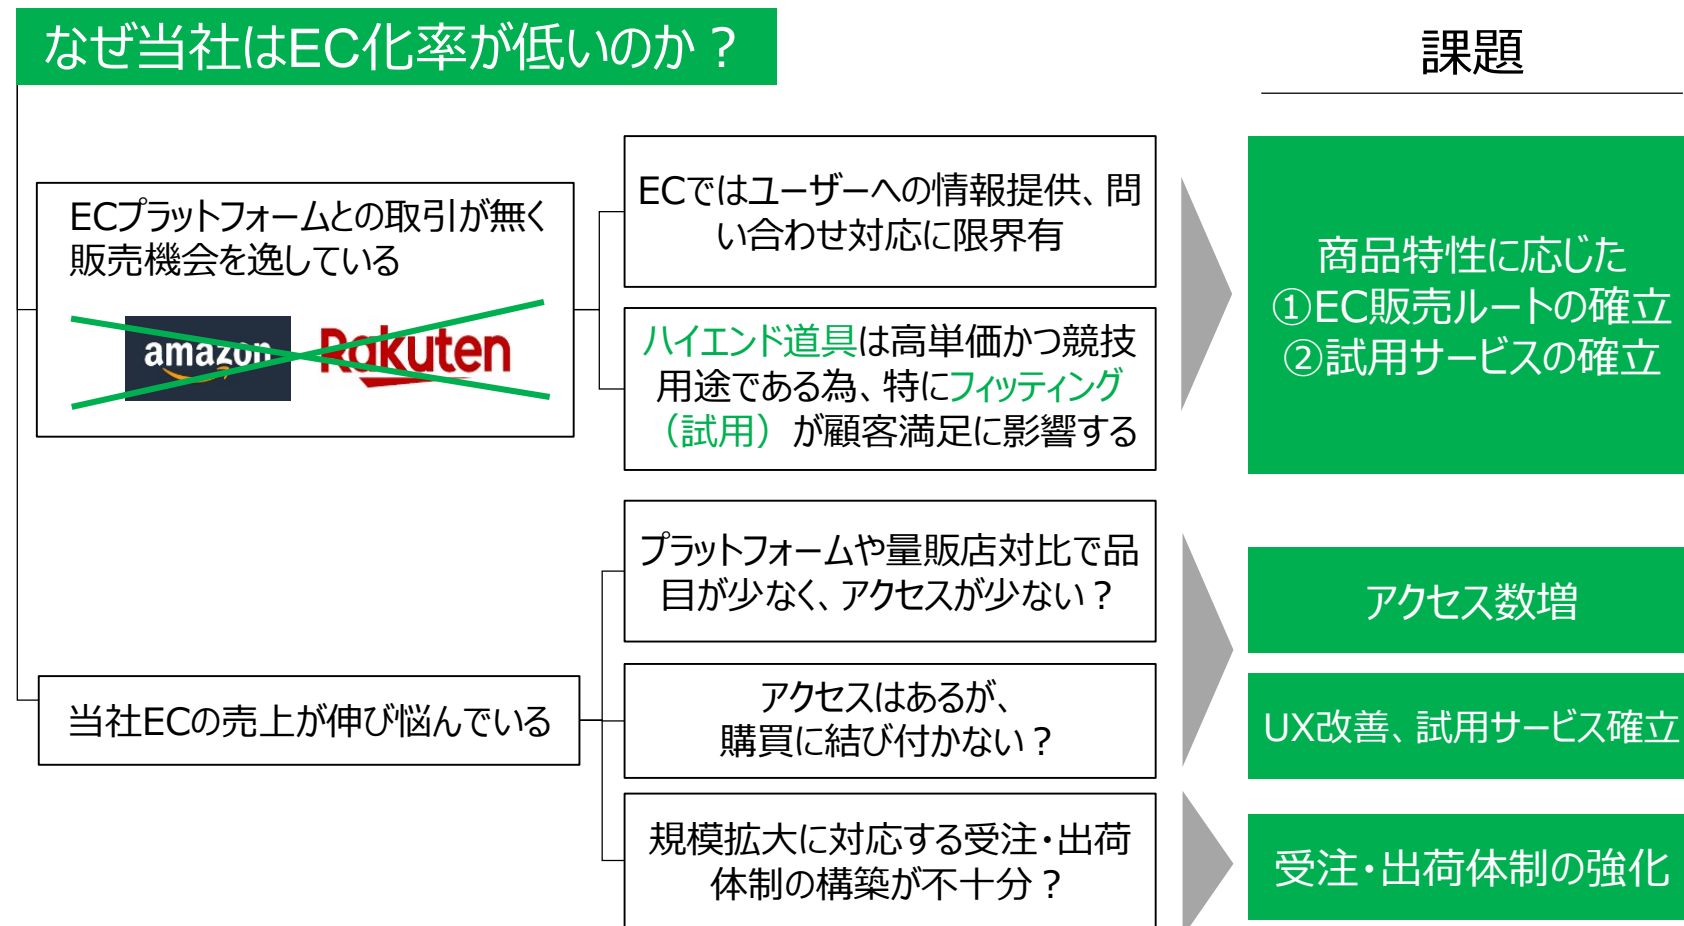 なぜ当社はEC化率が低いのか？
課題
ECプラットフォームとの取引が無く
販売機会を逸している
amazon
Rakuten
ECではユーザーへの情報提供、問
い合わせ対応に限界有
ハイエンド道具は高単価かつ競技
用途である為、特にフィッティング
（試用）が顧客満足に影響する
商品特性に応じた
①EC販売ルートの確立
②試用サービスの確立
当社ECの売上が伸び悩んでいる
プラットフォームや量販店対比で品
目が少なく、アクセスが少ない？
アクセスはあるが、
購買に結び付かない？
規模拡大に対応する受注・出荷
体制の構築が不十分？
アクセス数増
UX改善、試用サービス確立
受注・出荷体制の強化